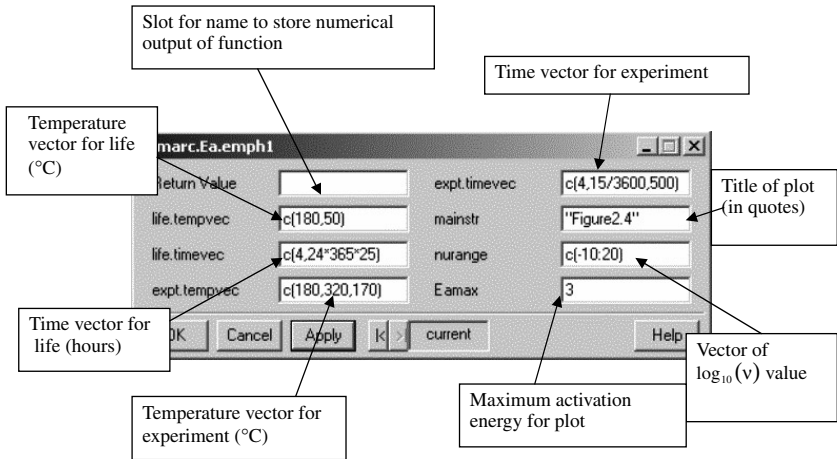 Slot for name to store numerical
output of function
Time vector for experiment
Temperature
vector for life
(°C)
marc.Ea.emph1
Return Value
expt.timevec
c(4,15/3600,500)
Title of plot
(in quotes)
life.tempvec
c(180,50)
mainstr
"Figure2.4"
life.timevec
c(4,24*365*25)
nurange
c(-10:20)
expt.tempvec
c(180,320,170)
Eamax
3
Time vector for
life (hours)
OK
Cancel
Apply
current
Help
Vector of
log₁₀(ν) value
Temperature vector for
experiment (°C)
Maximum activation
energy for plot